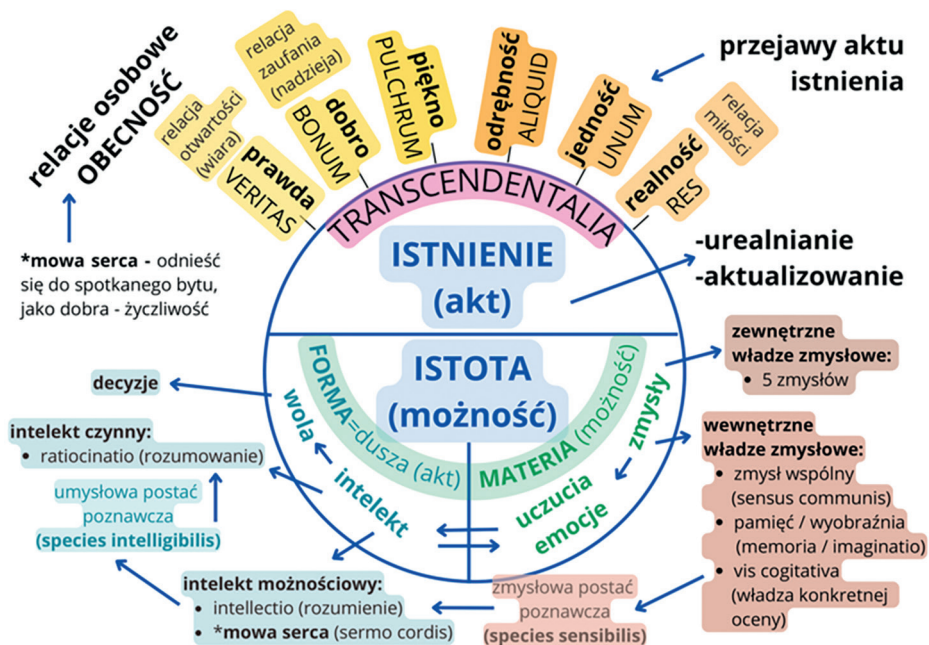 relacje osobowe
OBECNOŚĆ
relacja
otwartości
(wiara)
prawda
VERITAS
relacja
zaufania
(nadzieja)
dobro
BONUM
piękno
PULCHRUM
odrębność
ALIQUID
jedność
UNUM
realność
RES
relacja
miłości
przejawy aktu
istnienia
TRANSCENDENTALIA
ISTNIENIE
(akt)
-urealnianie
-aktualizowanie
*mowa serca - odnieść
się do spotkanego bytu,
jako dobra - życzliwość
ISTOTA
(możność)
FORMA=dusza (akt)
MATERIA (możność)
wola
intelekt
zmysły
uczucia
emocje
decyzje
intelekt czynny:
• ratiocinatio (rozumowanie)
umysłowa postać
poznawcza
(species intelligibilis)
intelekt możnościowy:
• intellectio (rozumienie)
• *mowa serca (sermo cordis)
zmysłowa postać
poznawcza
(species sensibilis)
zewnętrzne
władze zmysłowe:
• 5 zmysłów
wewnętrzne
władze zmysłowe:
• zmysł wspólny
(sensus communis)
• pamięć / wyobraźnia
(memoria / imaginatio)
• vis cogitativa
(władza konkretnej
oceny)